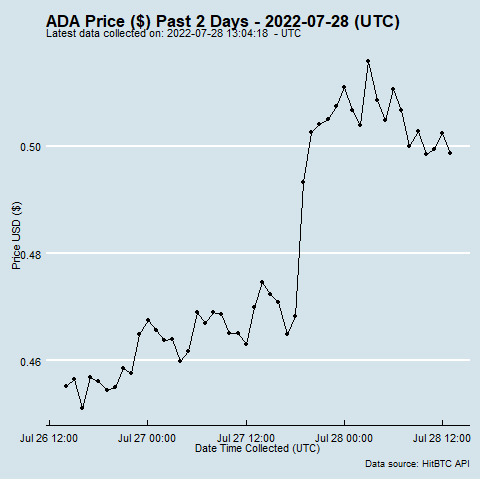 ADA Price ($) Past 2 Days - 2022-07-28 (UTC)
Latest data collected on: 2022-07-28 13:04:18 - UTC
0.50
0.48
0.46
Price USD ($)
Jul 26 12:00 Jul 27 00:00 Jul 27 12:00 Jul 28 00:00 Jul 28 12:00
Date Time Collected (UTC)
Data source: HitBTC API